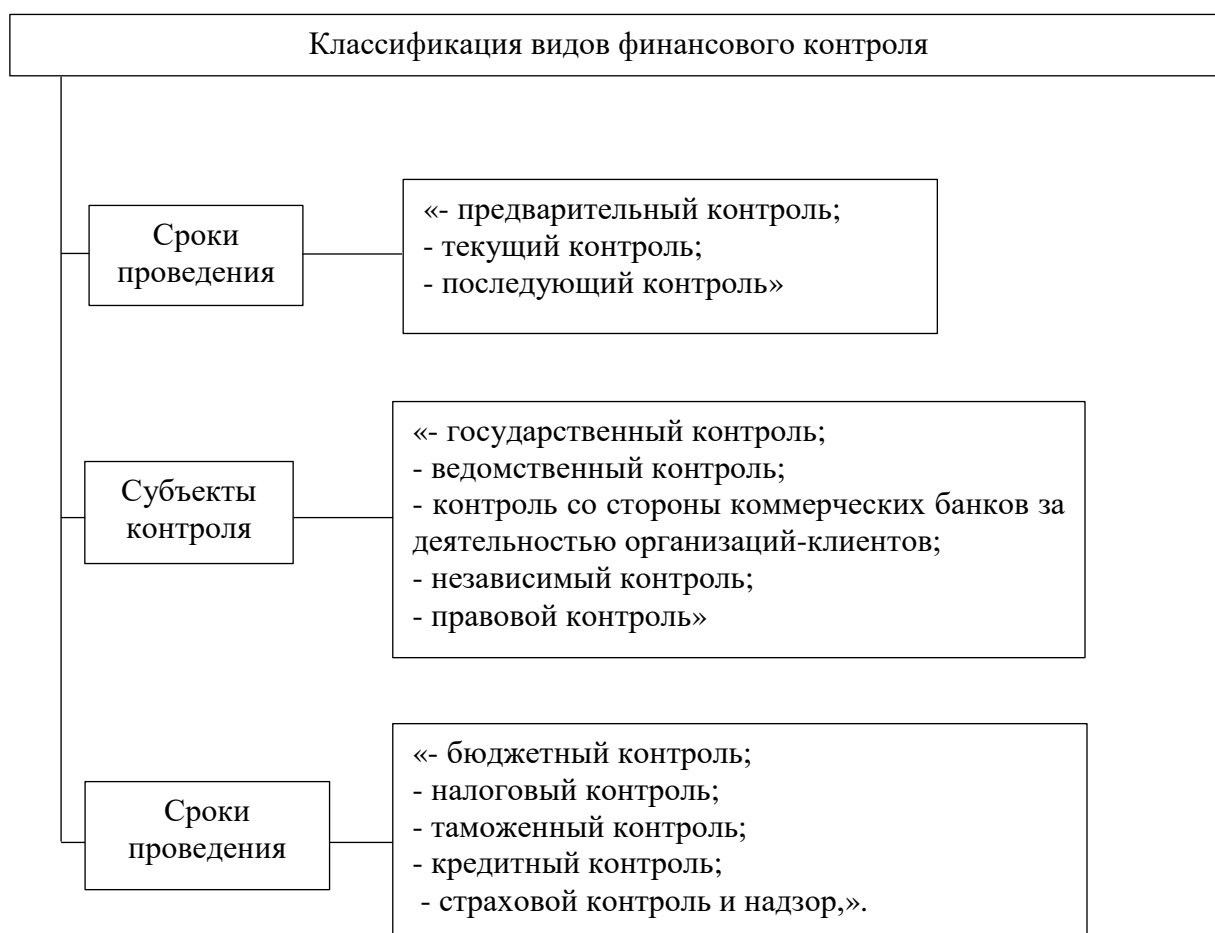 Классификация видов финансового контроля
Сроки
проведения
«- предварительный контроль;
- текущий контроль;
- последующий контроль»
Субъекты
контроля
«- государственный контроль;
- ведомственный контроль;
- контроль со стороны коммерческих банков за
деятельностью организаций-клиентов;
- независимый контроль;
- правовой контроль»
Сроки
проведения
«- бюджетный контроль;
- налоговый контроль;
- таможенный контроль;
- кредитный контроль;
- страховой контроль и надзор,».